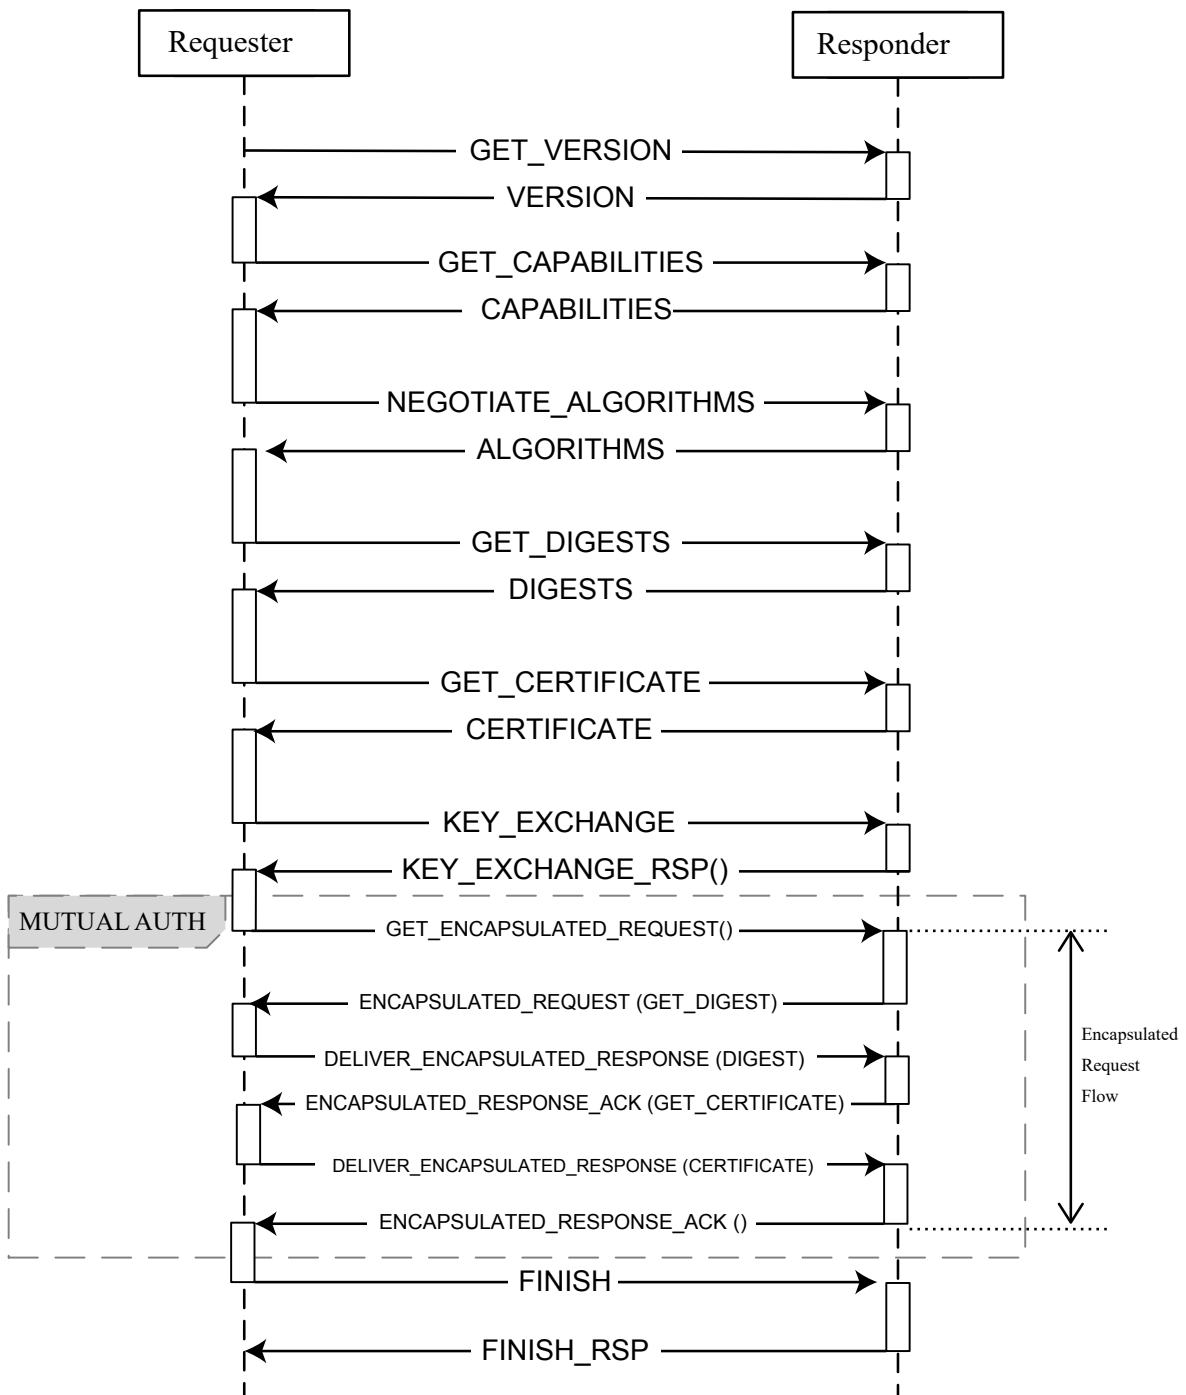 Requester
Responder
GET_VERSION
VERSION
GET_CAPABILITIES
CAPABILITIES
NEGOTIATE_ALGORITHMS
ALGORITHMS
GET_DIGESTS
DIGESTS
GET_CERTIFICATE
CERTIFICATE
KEY_EXCHANGE
KEY_EXCHANGE_RSP()
MUTUAL AUTH
GET_ENCAPSULATED_REQUEST()
ENCAPSULATED_REQUEST (GET_DIGEST)
DELIVER_ENCAPSULATED_RESPONSE (DIGEST)
ENCAPSULATED_RESPONSE_ACK (GET_CERTIFICATE)
DELIVER_ENCAPSULATED_RESPONSE (CERTIFICATE)
ENCAPSULATED_RESPONSE_ACK ()
Encapsulated
Request
Flow
FINISH
FINISH_RSP